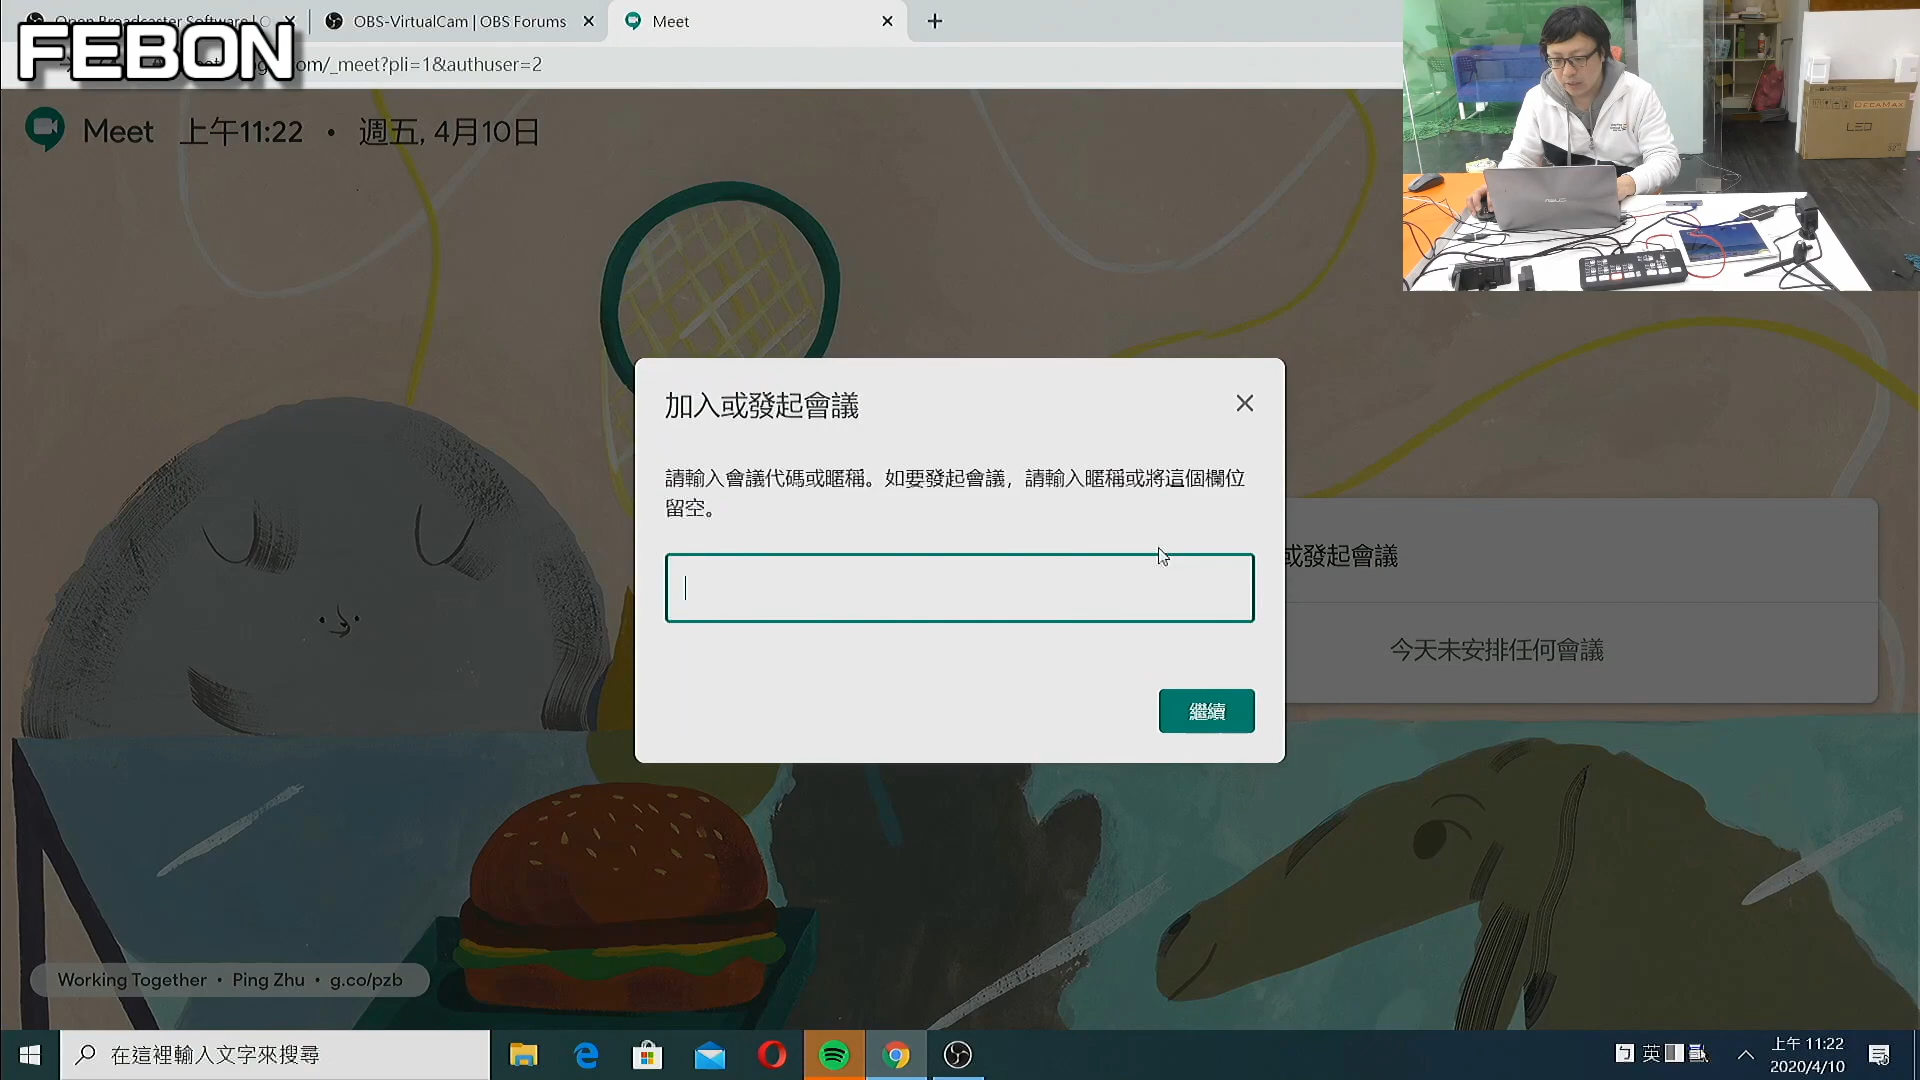 Open Broadcaster Software | O
OBS-VirtualCam | OBS Forums
Meet
FEBON
om/_meet?pli=1&authuser=2
Meet 上午11:22 • 週五, 4月10日
加入或發起會議
請輸入會議代碼或暱稱。如要發起會議，請輸入暱稱或將這個欄位
留空。
或發起會議
今天未安排任何會議
繼續
Working Together • Ping Zhu • g.co/pzb
在這裡輸入文字來搜尋
英
上午 11:22
2020/4/10
ASUS
LED